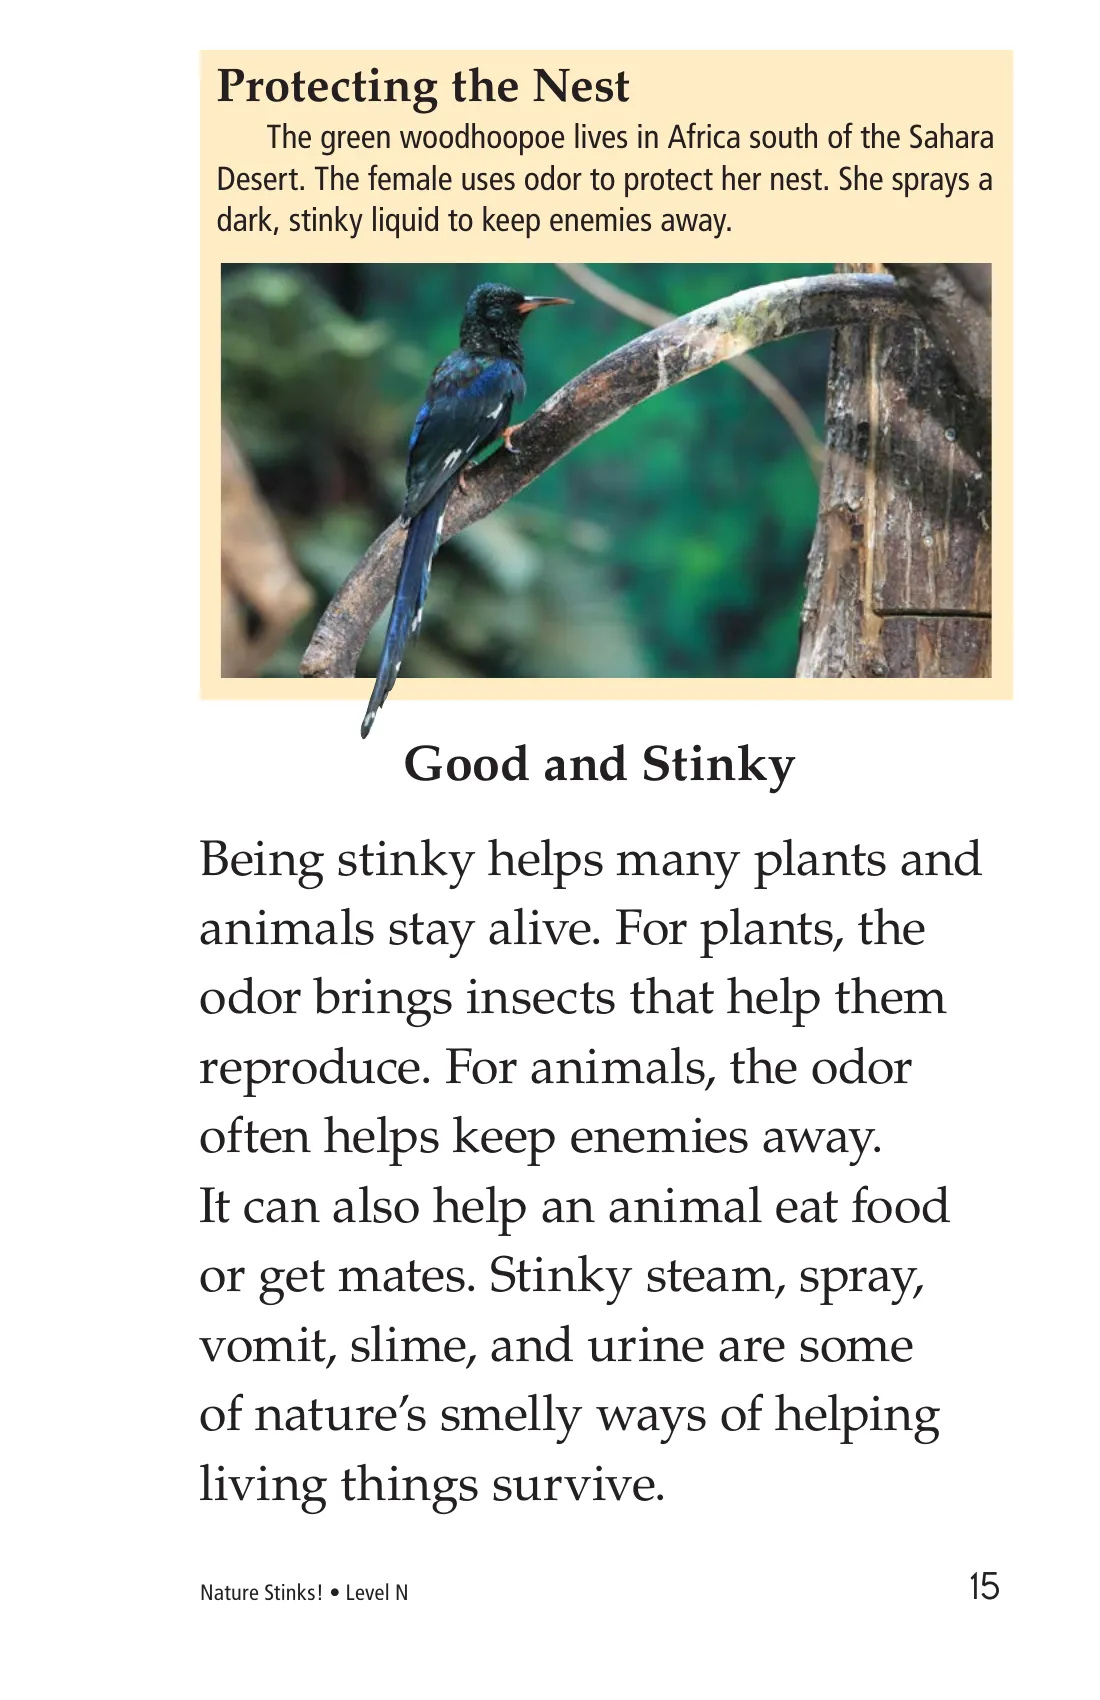 Protecting the Nest
The green woodhoopoe lives in Africa south of the Sahara
Desert. The female uses odor to protect her nest. She sprays a
dark, stinky liquid to keep enemies away.
Good and Stinky
Being stinky helps many plants and
animals stay alive. For plants, the
odor brings insects that help them
reproduce. For animals, the odor
often helps keep enemies away.
It can also help an animal eat food
or get mates. Stinky steam, spray,
vomit, slime, and urine are some
of nature’s smelly ways of helping
living things survive.
Nature Stinks! • Level N
15